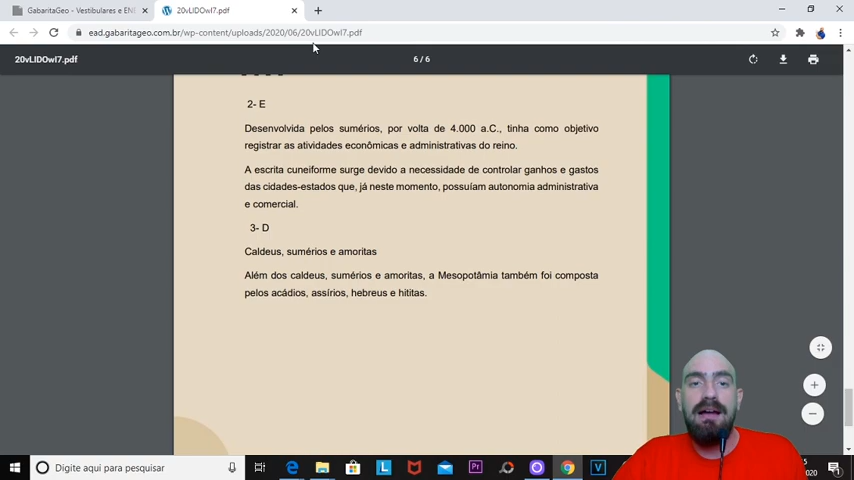 GabaritaGeo - Vestibulares e EN
20vLIDOwI7.pdf
ead.gabaritageo.com.br/wp-content/uploads/2020/06/20vLIDOwI7.pdf
20vLIDOwI7.pdf
6 / 6
2- E
Desenvolvida pelos sumérios, por volta de 4.000 a.C., tinha como objetivo
registrar as atividades econômicas e administrativas do reino.
A escrita cuneiforme surge devido a necessidade de controlar ganhos e gastos
das cidades-estados que, já neste momento, possuíam autonomia administrativa
e comercial.
3- D
Caldeus, sumérios e amoritas
Além dos caldeus, sumérios e amoritas, a Mesopotâmia também foi composta
pelos acádios, assírios, hebreus e hititas.
Digite aqui para pesquisar